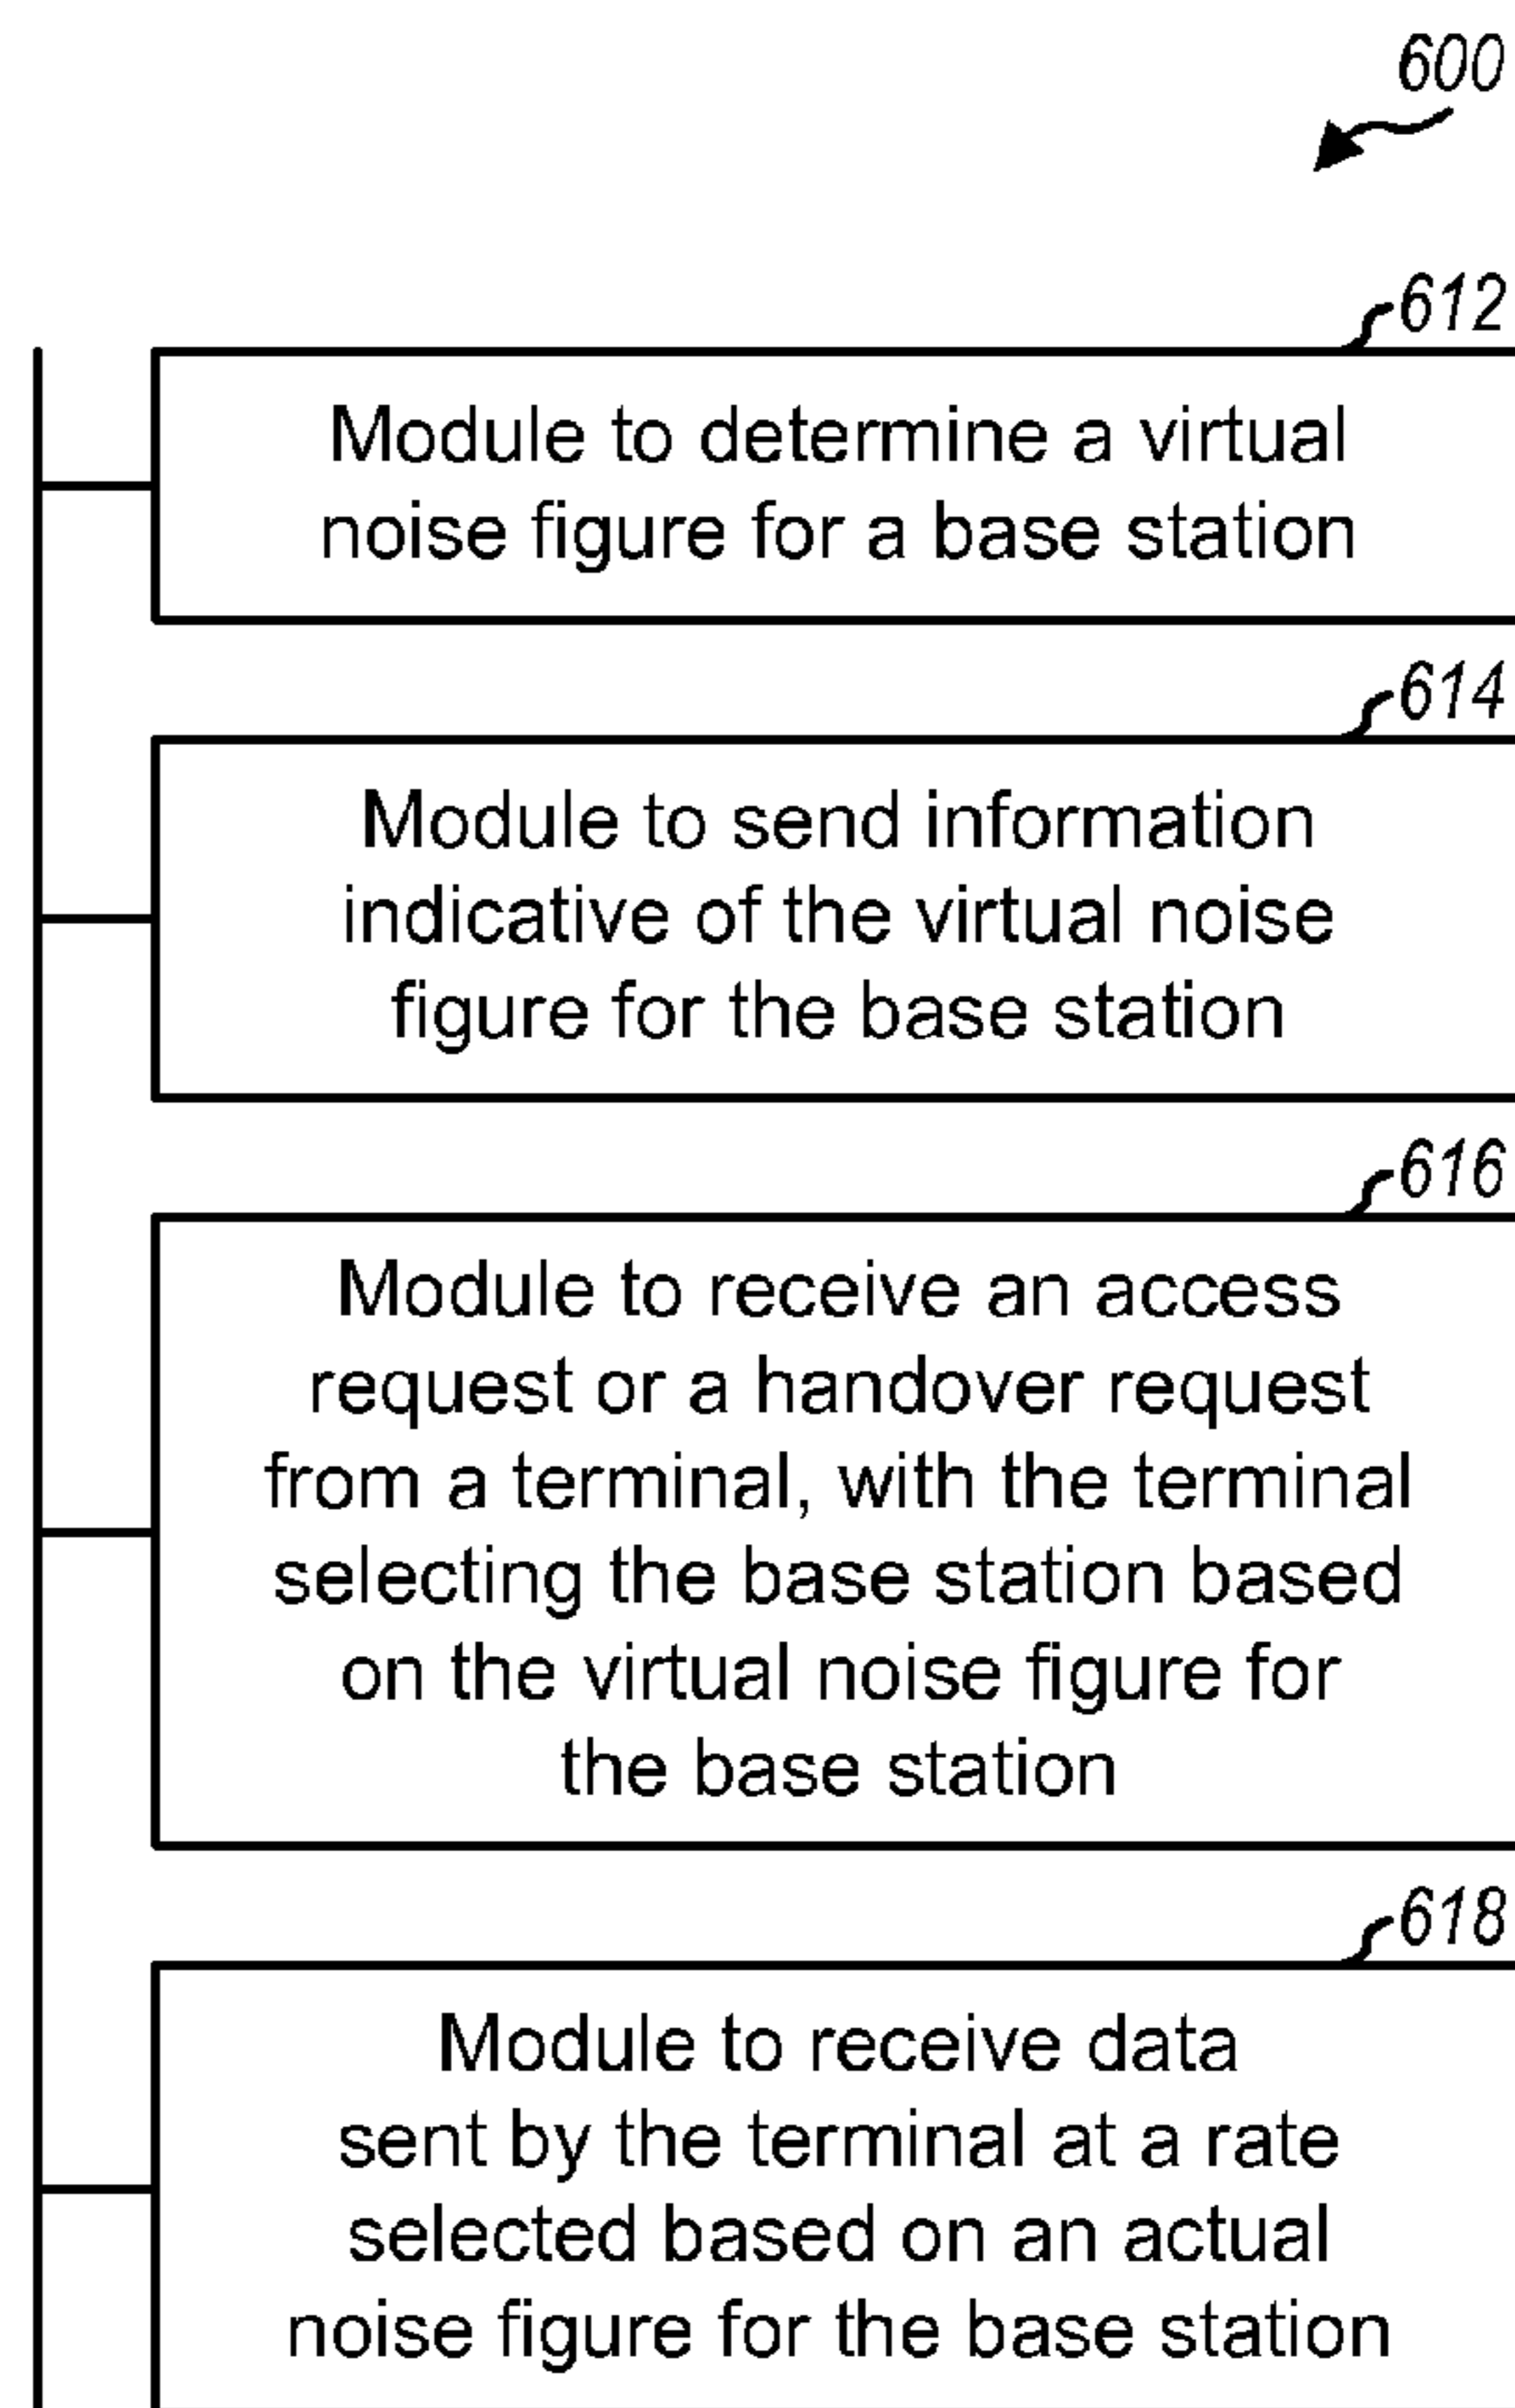 600
612
Module to determine a virtual
noise figure for a base station
614
Module to send information
indicative of the virtual noise
figure for the base station
616
Module to receive an access
request or a handover request
from a terminal, with the terminal
selecting the base station based
on the virtual noise figure for
the base station
618
Module to receive data
sent by the terminal at a rate
selected based on an actual
noise figure for the base station